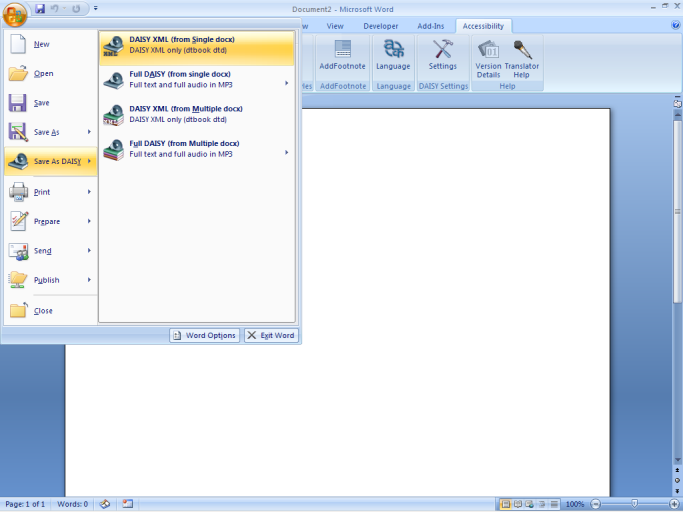 Document2 - Microsoft Word
View Developer Add-Ins Accessibility
AddFootnote Language Settings Version Details Translator Help
AddFootnote Language DAISY Settings Help
New
Open
Save
Save As
Save As DAISY
Print
Prepare
Send
Publish
Close
DAISY XML (from Single docx)
DAISY XML only (dtbook dtd)
Full DAISY (from single docx)
Full text and full audio in MP3
DAISY XML (from Multiple docx)
DAISY XML only (dtbook dtd)
Full DAISY (from Multiple docx)
Full text and full audio in MP3
Word Options Exit Word
Page: 1 of 1 Words: 0 100%